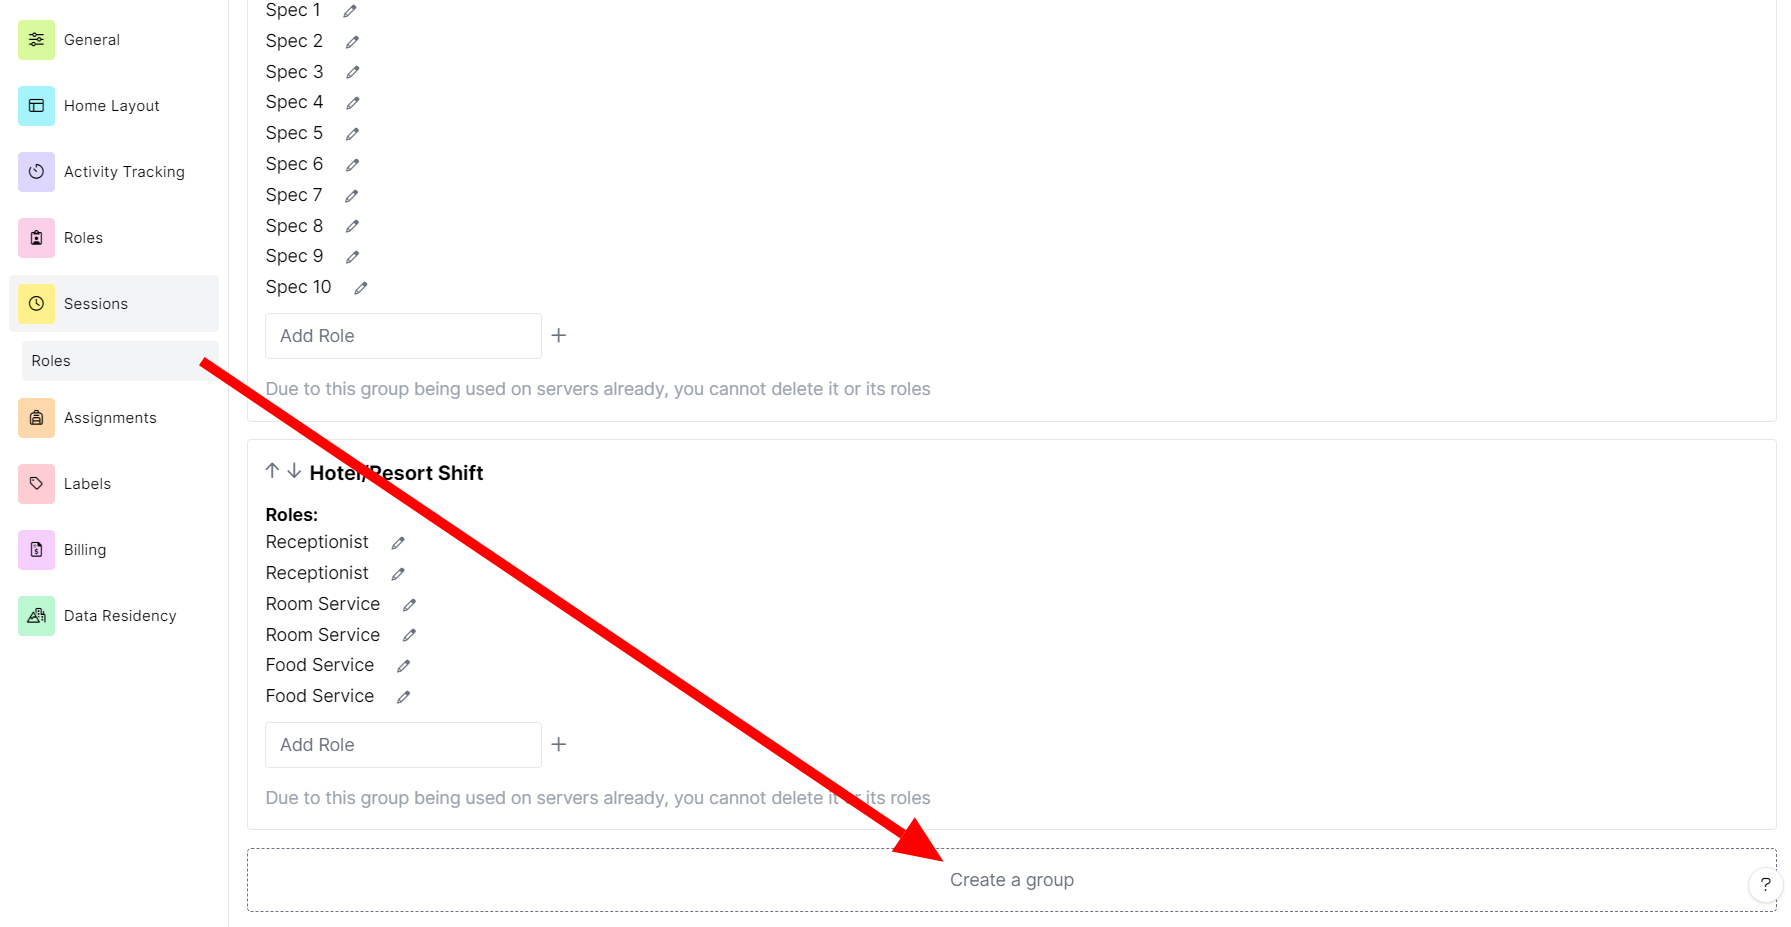 General
Home Layout
Activity Tracking
Roles
Sessions
Roles
Assignments
Labels
Billing
Data Residency
Spec 1
Spec 2
Spec 3
Spec 4
Spec 5
Spec 6
Spec 7
Spec 8
Spec 9
Spec 10
Add Role
Due to this group being used on servers already, you cannot delete it or its roles
Hotel/Resort Shift
Roles:
Receptionist
Receptionist
Room Service
Room Service
Food Service
Food Service
Add Role
Due to this group being used on servers already, you cannot delete it or its roles
Create a group
?